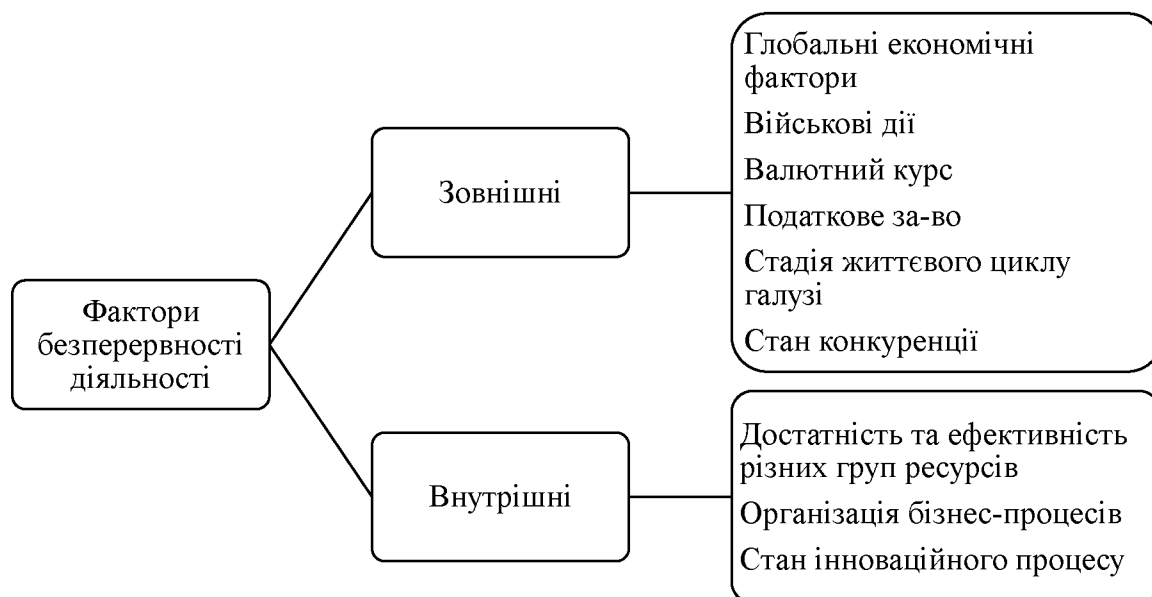 Фактори
безперервності
діяльності
Зовнішні
Глобальні економічні
фактори
Військові дії
Валютний курс
Податкове за-во
Стадія життєвого циклу
галузі
Стан конкуренції
Внутрішні
Достатність та ефективність
різних груп ресурсів
Організація бізнес-процесів
Стан інноваційного процесу